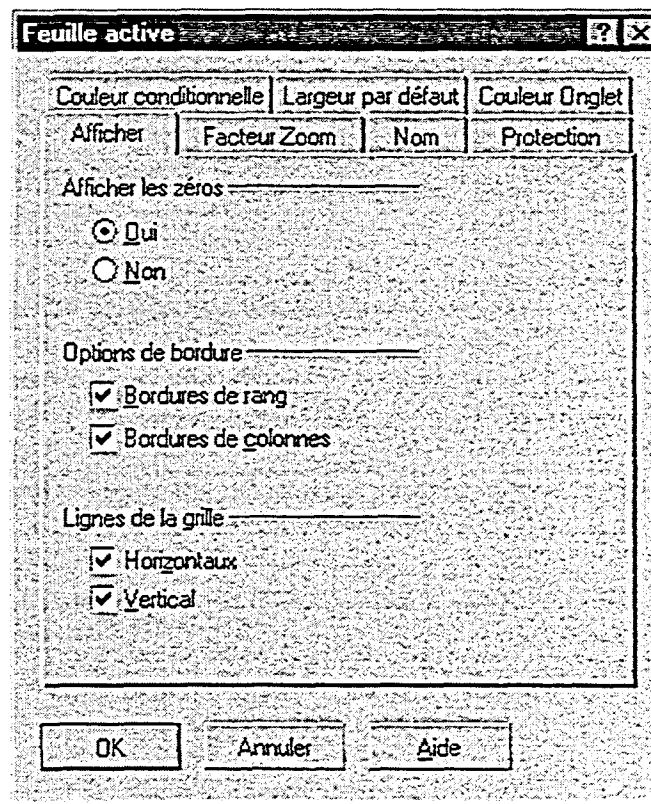 Feuille active
Couleur conditionnelle Largeur par défaut Couleur Onglet
Afficher Facteur Zoom Nom Protection
Afficher les zéros
Oui
Non
Options de bordure
Bordures de rang
Bordures de colonnes
Lignes de la grille
Horizontaux
Vertical
OK Annuler Aide